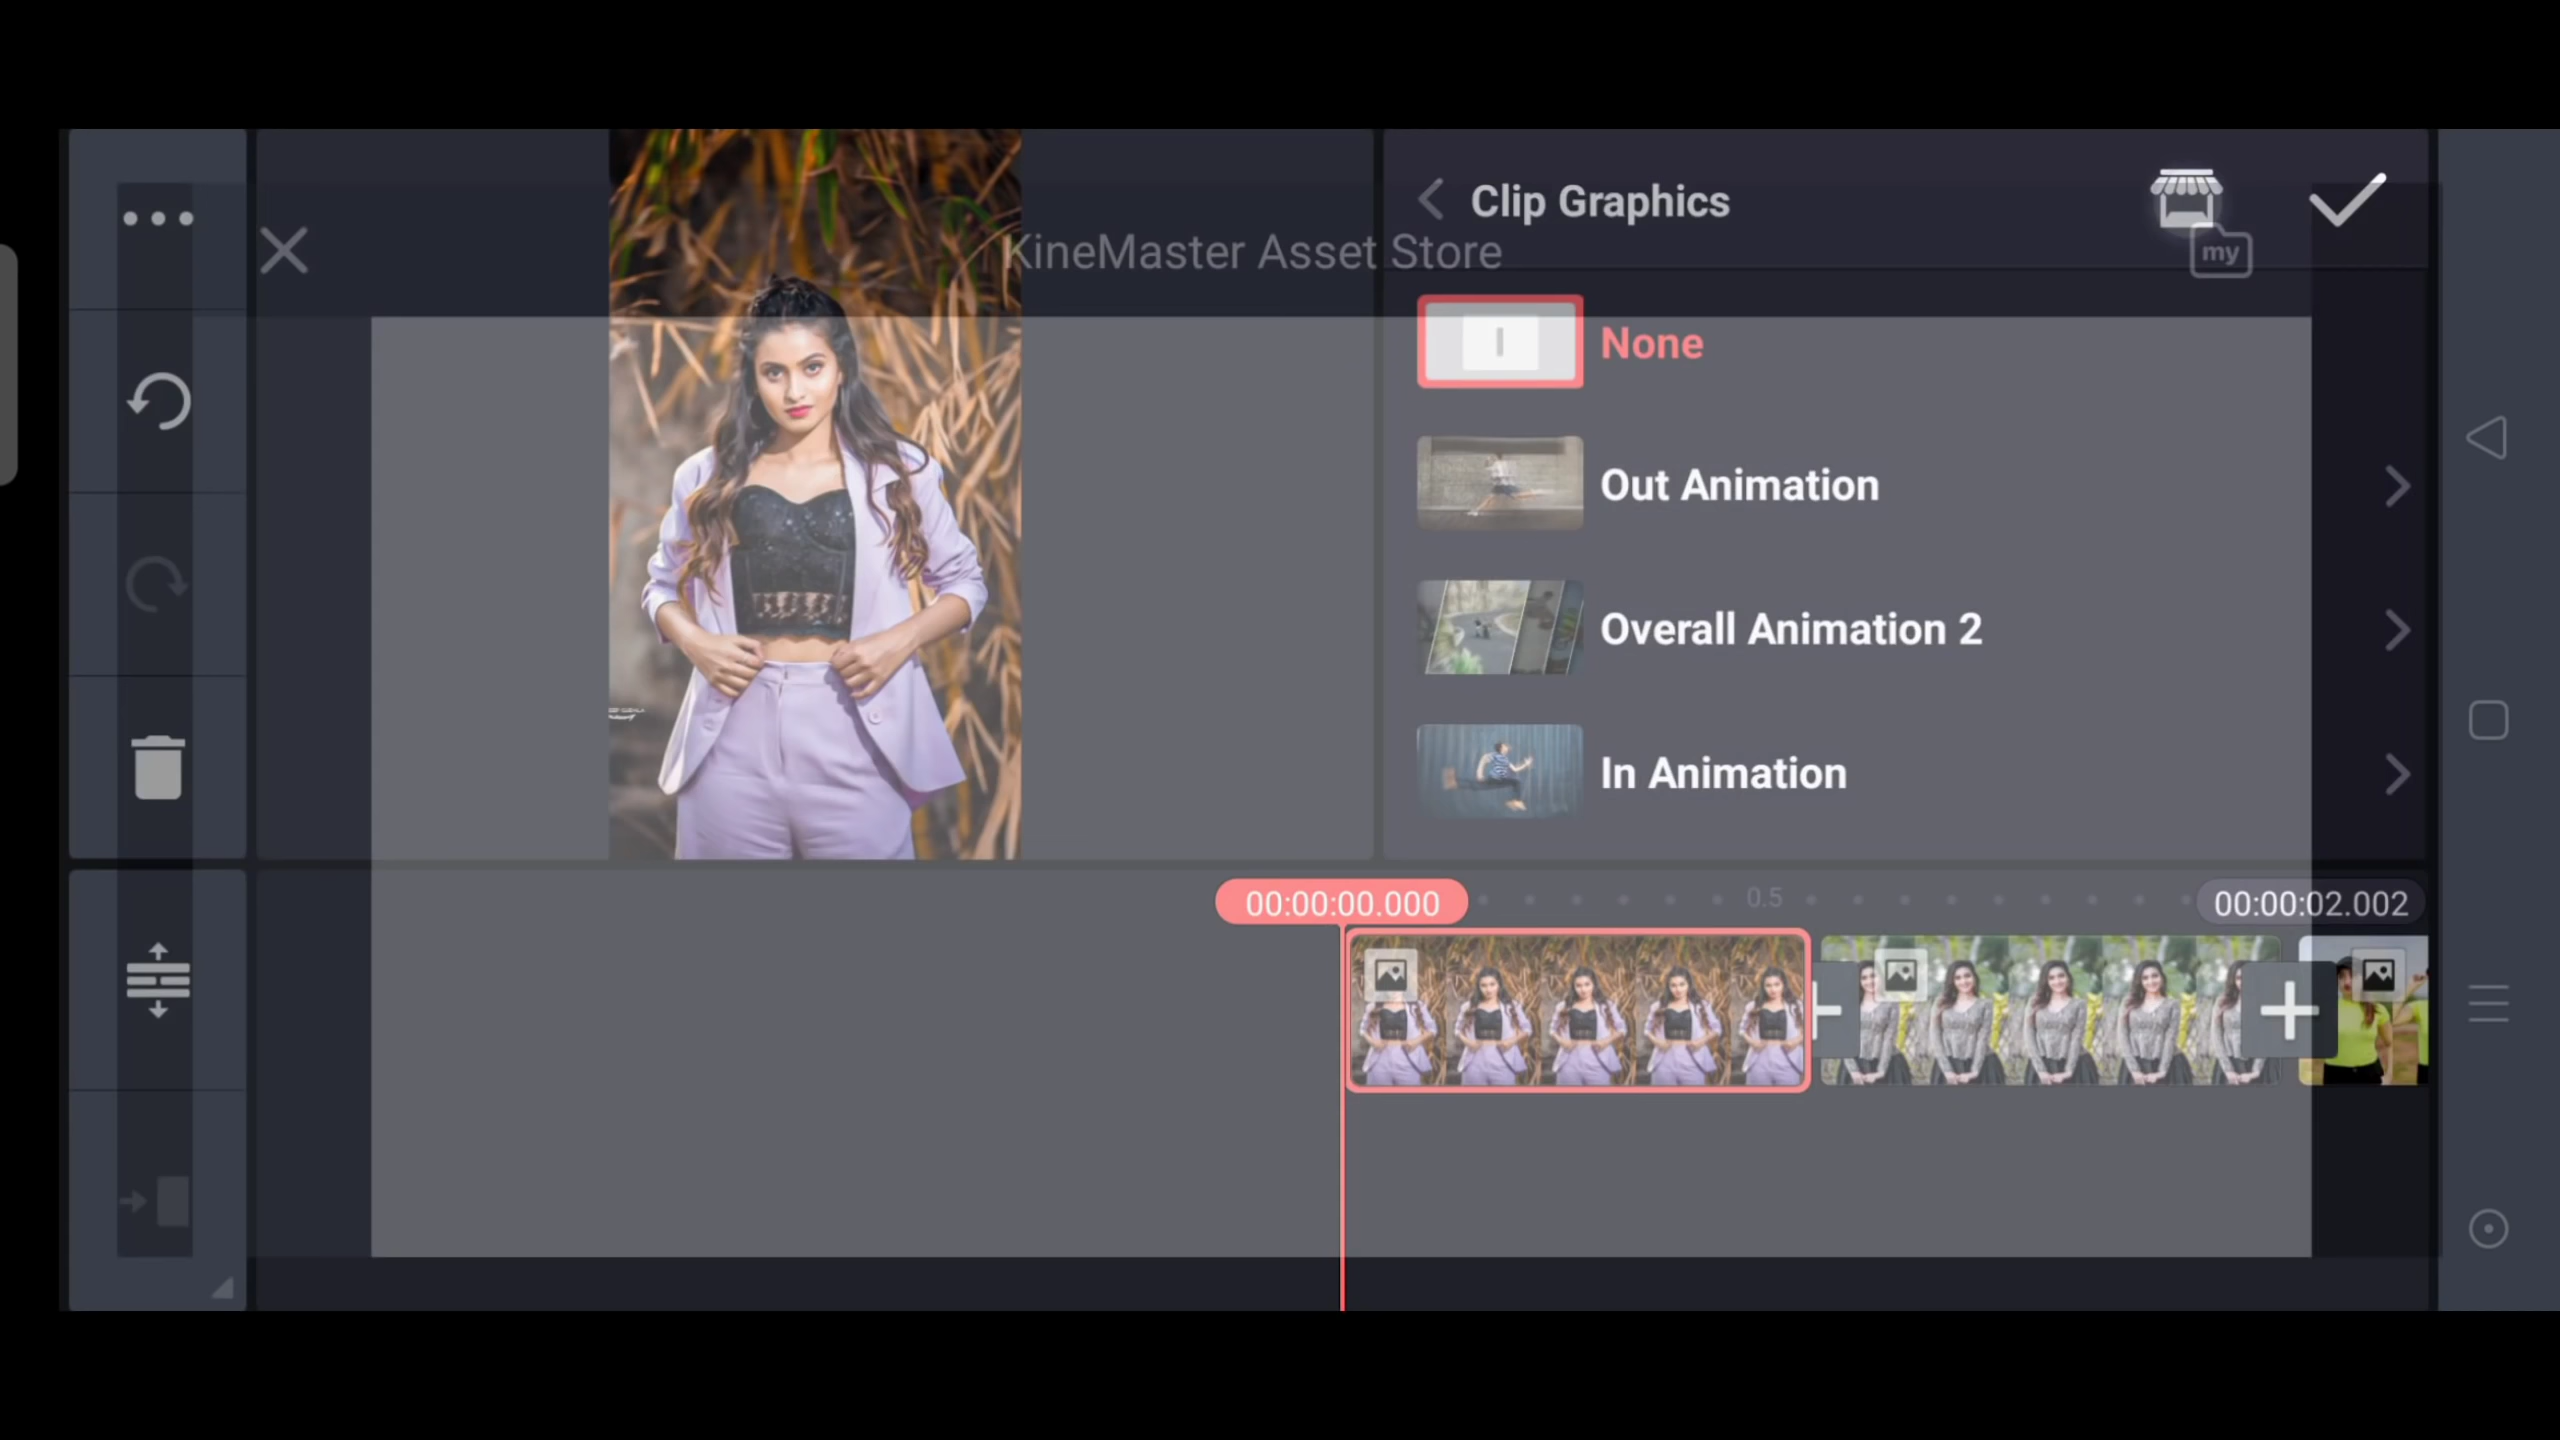 Clip Graphics
KineMaster Asset Store
my
None
Out Animation
Overall Animation 2
In Animation
00:00:00.000
0.5
00:00:02.002